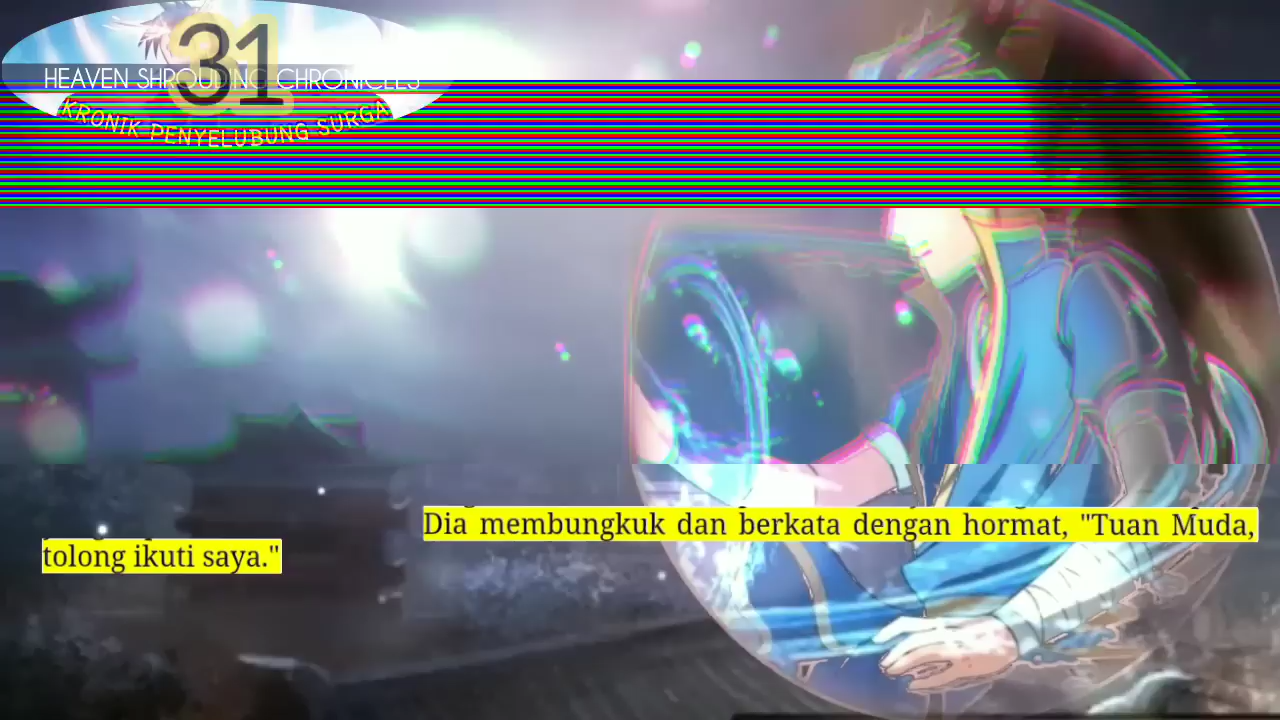 31
HEAVEN SHROUDING CHRONICLES
KRONIK PENYELUBUNG SURGA
Dia membungkuk dan berkata dengan hormat, "Tuan Muda,
tolong ikuti saya."